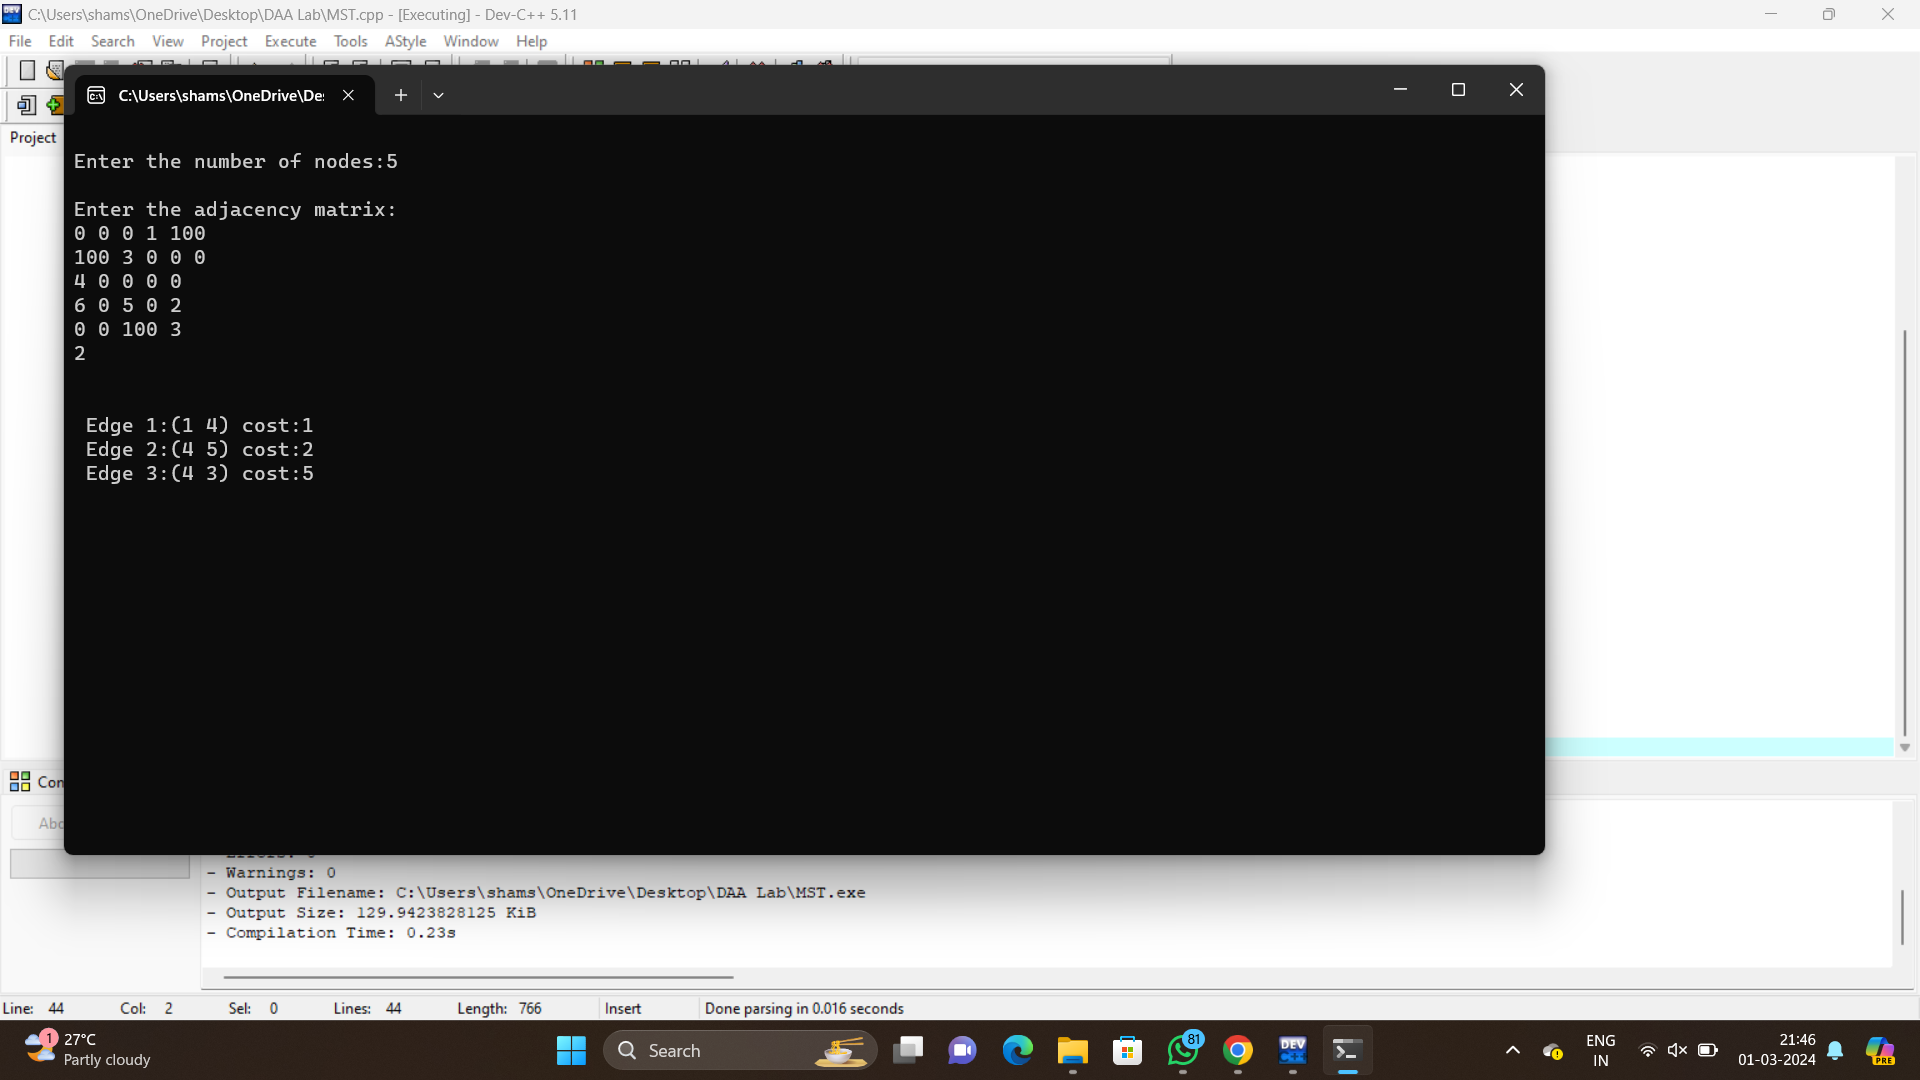 C:\Users\shams\OneDrive\Desktop\DAA Lab\MST.cpp - [Executing] - Dev-C++ 5.11
File Edit Search View Project Execute Tools AStyle Window Help
C:\Users\shams\OneDrive\De
Project
Enter the number of nodes:5
Enter the adjacency matrix:
0 0 0 1 100
100 3 0 0 0
4 0 0 0 0
6 0 5 0 2
0 0 100 3
2
Edge 1:(1 4) cost:1
Edge 2:(4 5) cost:2
Edge 3:(4 3) cost:5
Con
Abo
- Warnings: 0
- Output Filename: C:\Users\shams\OneDrive\Desktop\DAA Lab\MST.exe
- Output Size: 129.9423828125 KiB
- Compilation Time: 0.23s
Line: 44 Col: 2 Sel: 0 Lines: 44 Length: 766 Insert Done parsing in 0.016 seconds
1 27°C
Partly cloudy
Search
81
DEV C++
ENG
IN
21:46
01-03-2024
PRE